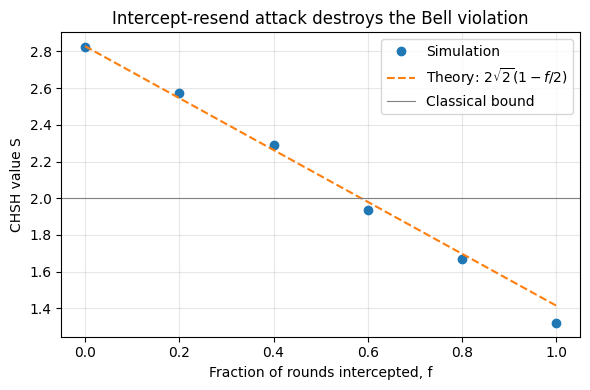 Intercept-resend attack destroys the Bell violation
Simulation
Theory: 2√2(1 − f/2)
Classical bound
CHSH value S
2.8
2.6
2.4
2.2
2.0
1.8
1.6
1.4
0.0 0.2 0.4 0.6 0.8 1.0
Fraction of rounds intercepted, f